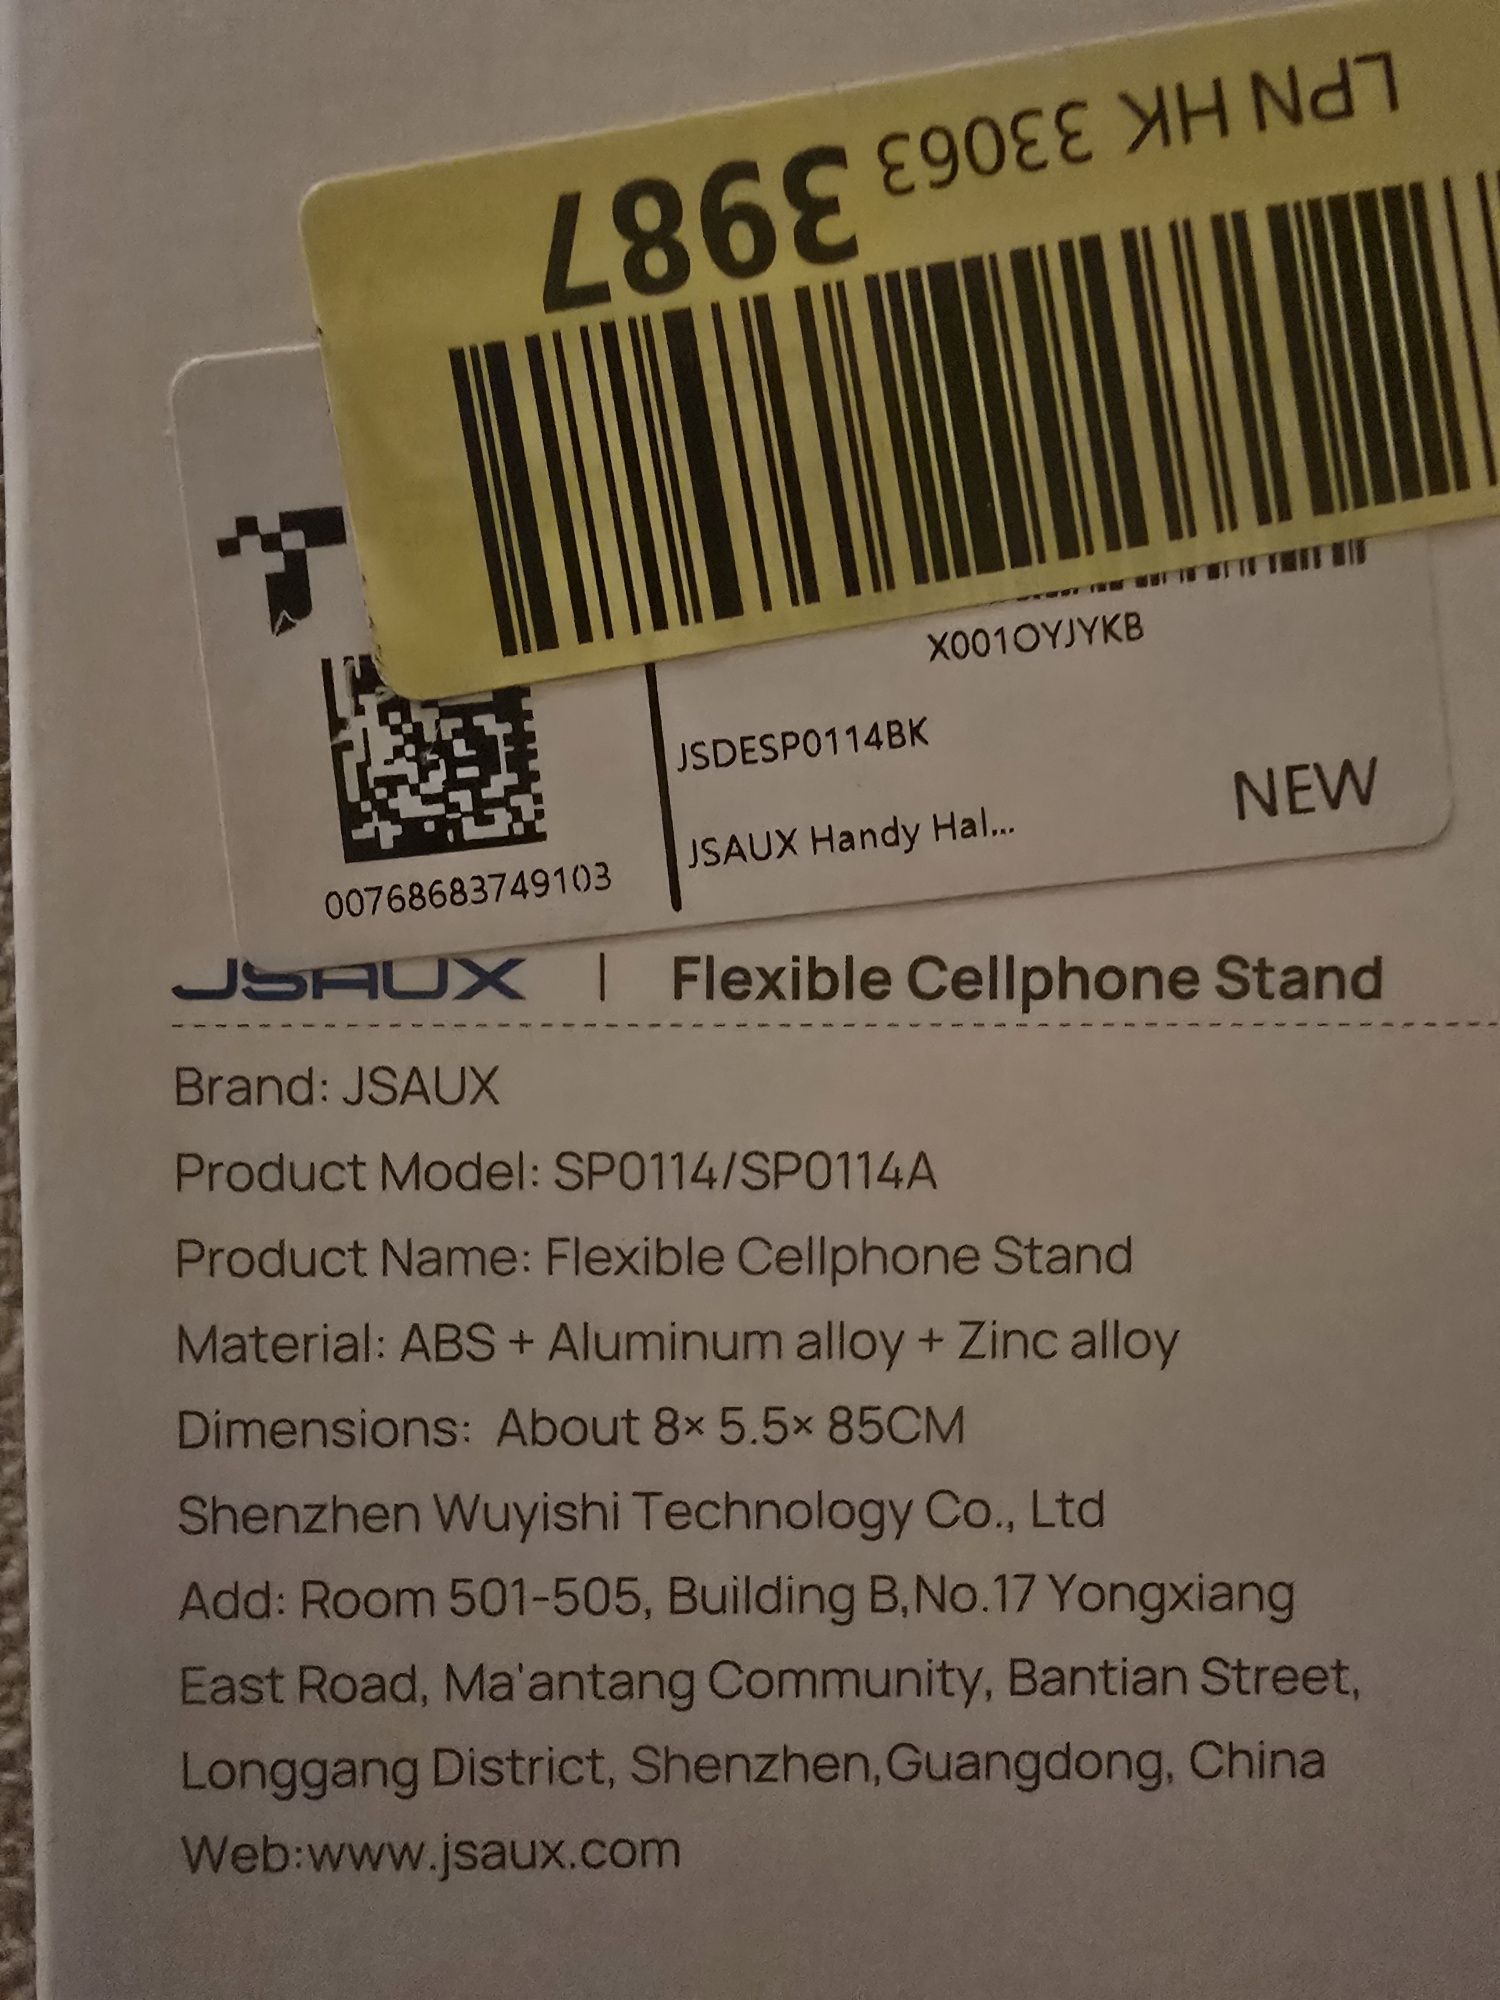 LPN HK 33063 3987
X001OYJYKB
JSDESP0114BK
JSAUX Handy Hal...
NEW
00768683749103
JSAUX | Flexible Cellphone Stand
Brand: JSAUX
Product Model: SP0114/SP0114A
Product Name: Flexible Cellphone Stand
Material: ABS + Aluminum alloy + Zinc alloy
Dimensions: About 8× 5.5× 85CM
Shenzhen Wuyishi Technology Co., Ltd
Add: Room 501-505, Building B,No.17 Yongxiang
East Road, Ma'antang Community, Bantian Street,
Longgang District, Shenzhen,Guangdong, China
Web:www.jsaux.com